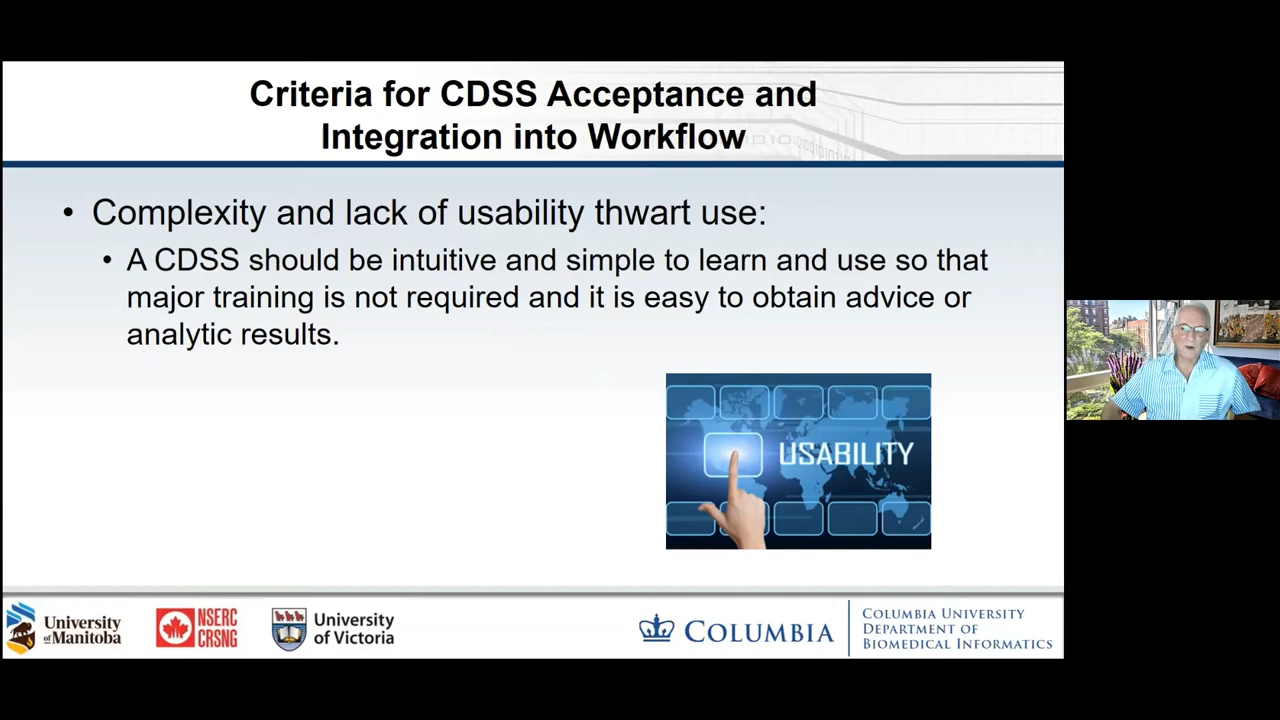 Criteria for CDSS Acceptance and
Integration into Workflow
• Complexity and lack of usability thwart use:
• A CDSS should be intuitive and simple to learn and use so that
major training is not required and it is easy to obtain advice or
analytic results.
USABILITY
University
of Manitoba
NSERC
CRSNG
University
of Victoria
COLUMBIA
COLUMBIA UNIVERSITY
DEPARTMENT OF
BIOMEDICAL INFORMATICS